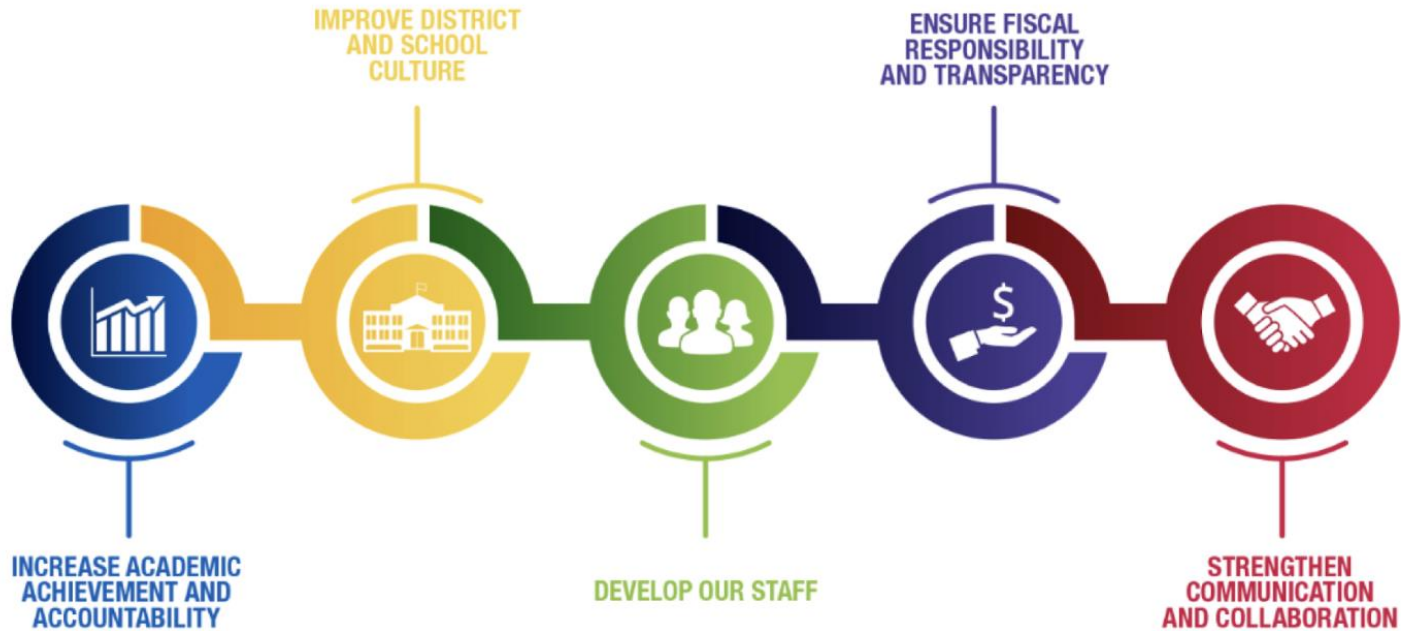 IMPROVE DISTRICT
AND SCHOOL
CULTURE
ENSURE FISCAL
RESPONSIBILITY
AND TRANSPARENCY
$
INCREASE ACADEMIC
ACHIEVEMENT AND
ACCOUNTABILITY
DEVELOP OUR STAFF
STRENGTHEN
COMMUNICATION
AND COLLABORATION